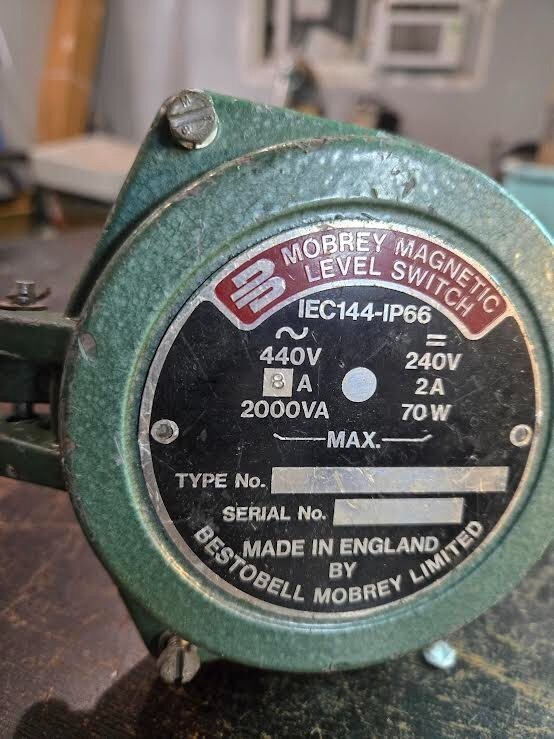 MOBREY MAGNETIC
LEVEL SWITCH
IEC144-IP66
~ =
440V 240V
8 A 2A
2000VA 70W
MAX.
TYPE No.
SERIAL No.
MADE IN ENGLAND
BY
BESTOBELL MOBREY LIMITED